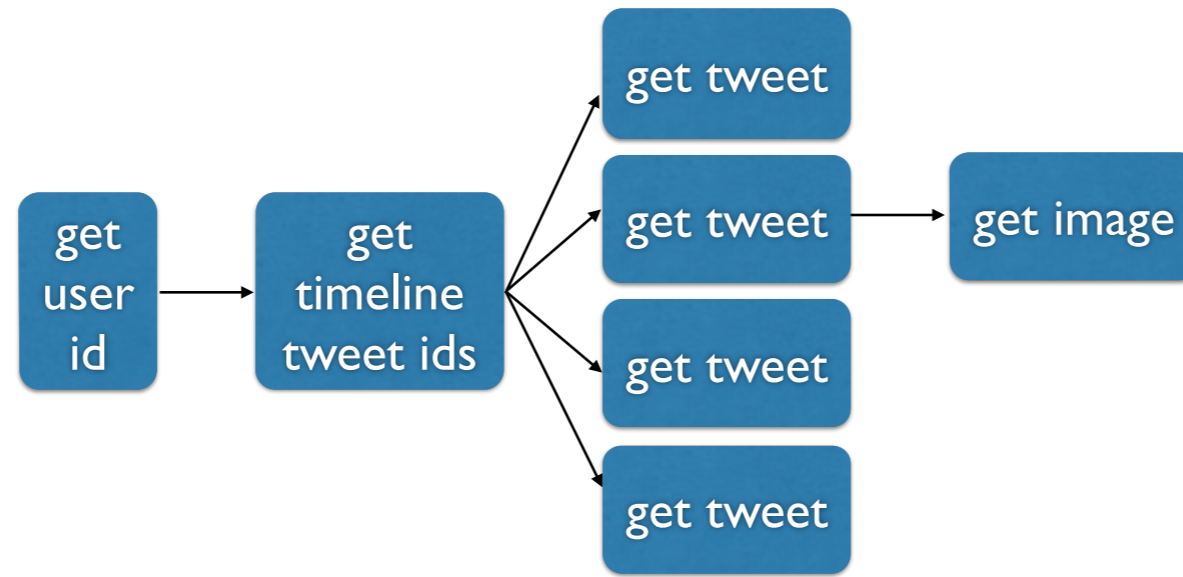 get
user
id
get
timeline
tweet ids
get tweet
get tweet
get tweet
get tweet
get image